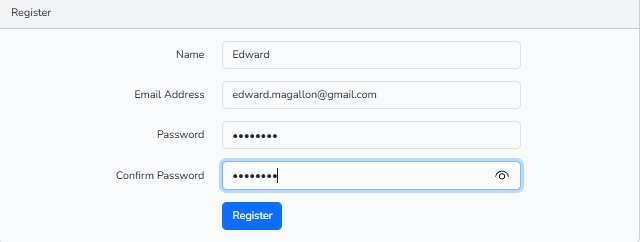 Register
Name Edward
Email Address edward.magallon@gmail.com
Password ••••••••
Confirm Password ••••••••
Register